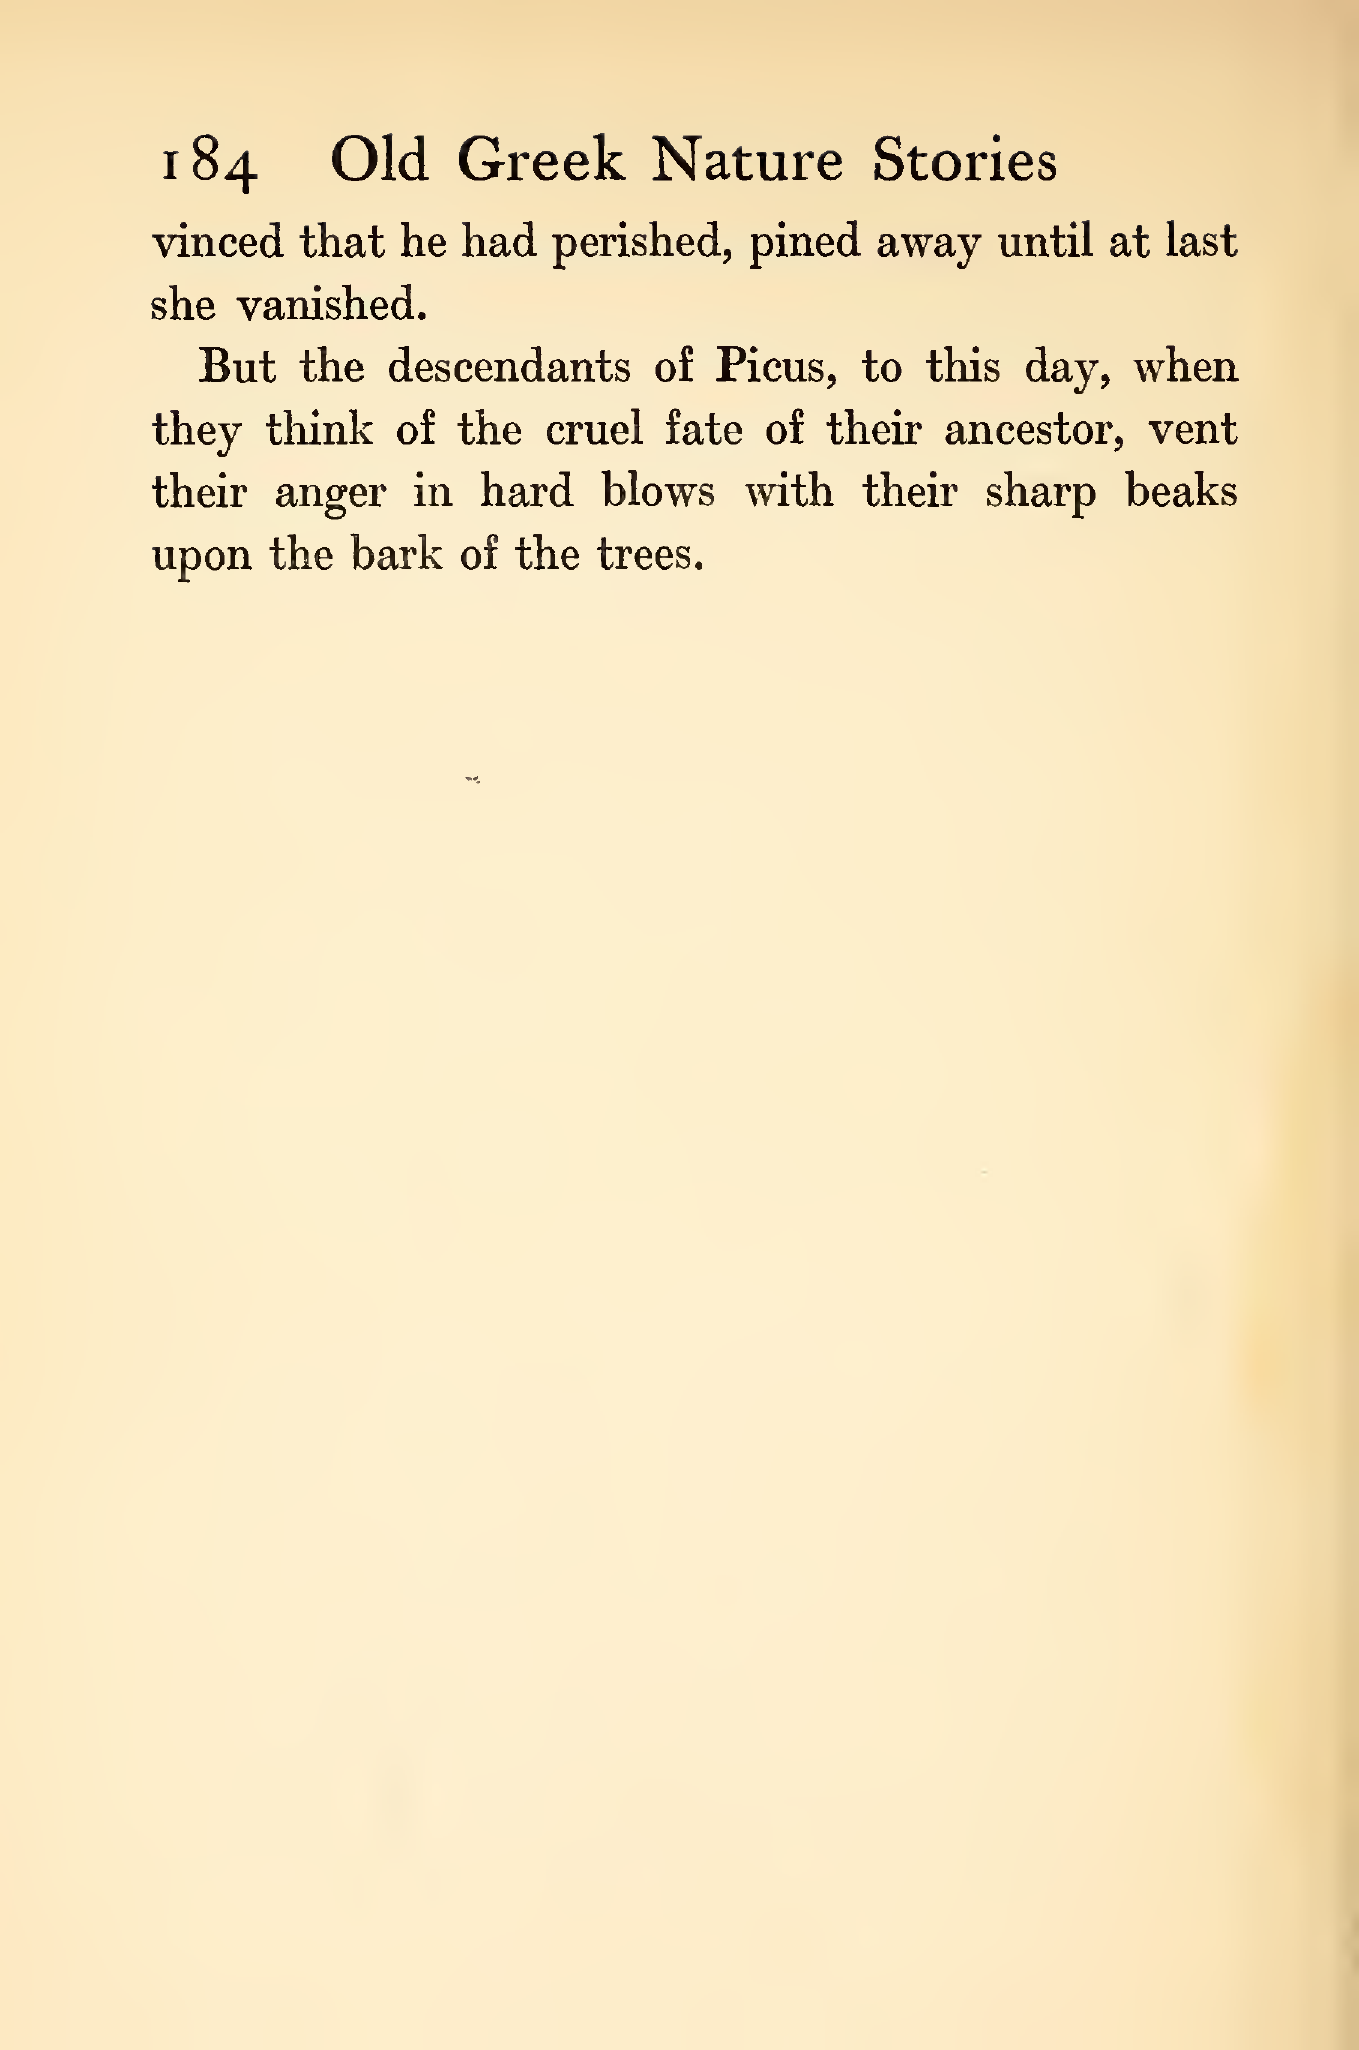 184 Old Greek Nature Stories
vinced that he had perished, pined away until at last
she vanished.
But the descendants of Picus, to this day, when
they think of the cruel fate of their ancestor, vent
their anger in hard blows with their sharp beaks
upon the bark of the trees.